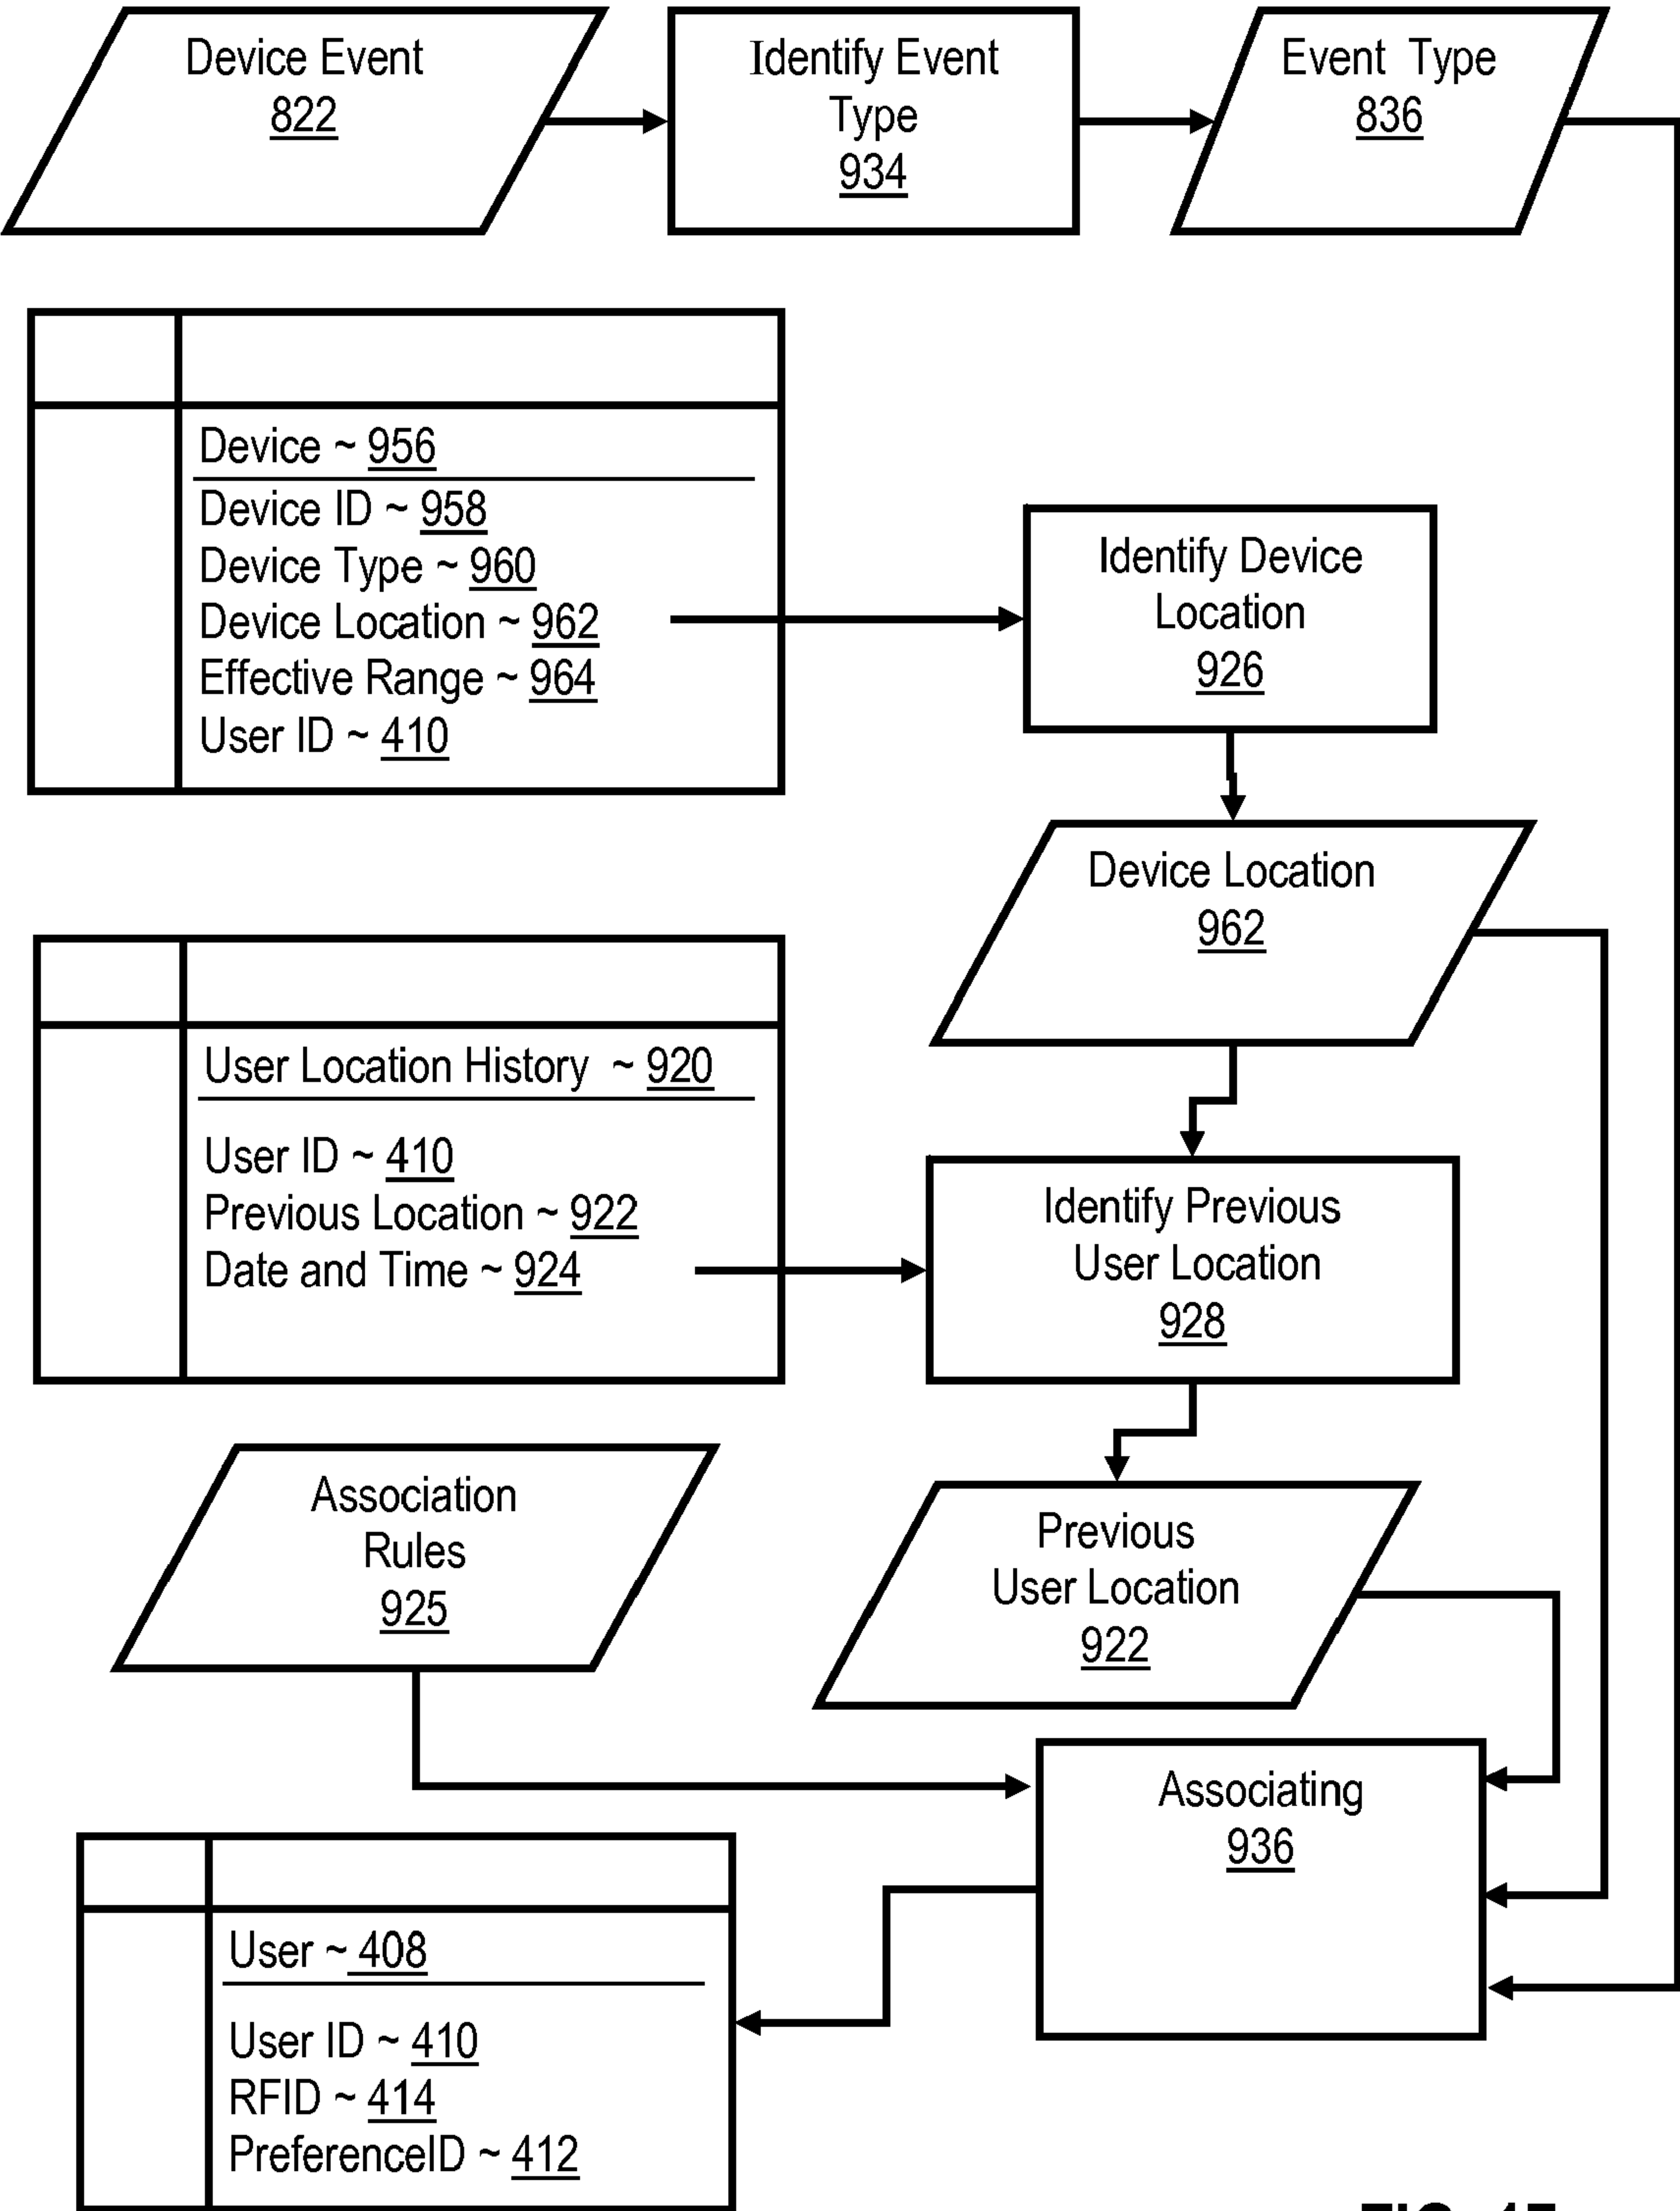 Device Event
822
Identify Event
Type
934
Event Type
836
Device ~ 956
Device ID ~ 958
Device Type ~ 960
Device Location ~ 962
Effective Range ~ 964
User ID ~ 410
Identify Device
Location
926
Device Location
962
User Location History ~ 920
User ID ~ 410
Previous Location ~ 922
Date and Time ~ 924
Identify Previous
User Location
928
Association
Rules
925
Previous
User Location
922
Associating
936
User ~ 408
User ID ~ 410
RFID ~ 414
PreferenceID ~ 412